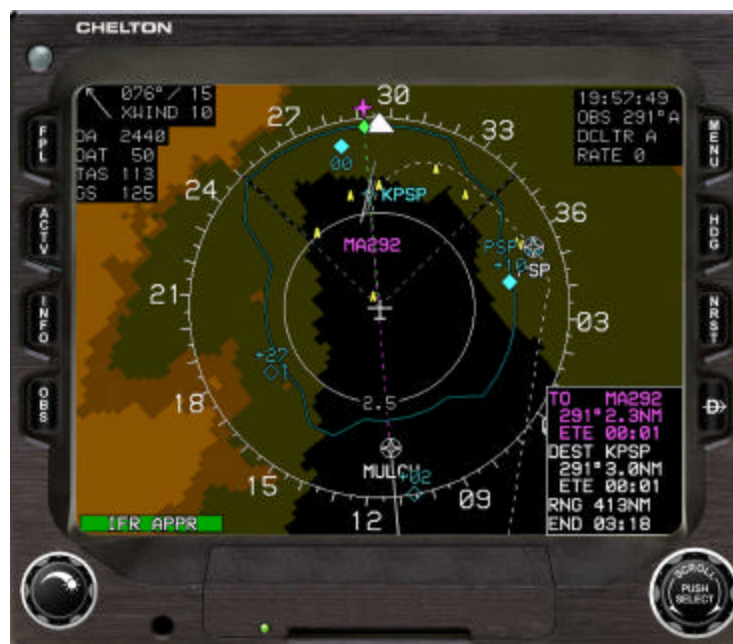 CHELTON
076°/ 15
XWIND 10
DA 2440
OAT 50
TAS 113
GS 125
19:57:49
OBS 291°A
DCLTR A
RATE 0
FPL
ACTV
INFO
OBS
MENU
HDG
NRST
D
30
27
33
24
36
21
03
18
15
12
09
00
KPSP
MA292
PSP
+10
PSP
+27
2.5
MULCH
+02
TO MA292
291° 2.3NM
ETE 00:01
DEST KPSP
291° 3.0NM
ETE 00:01
RNG 413NM
END 03:18
IFR APPR
SCROLL
PUSH
SELECT